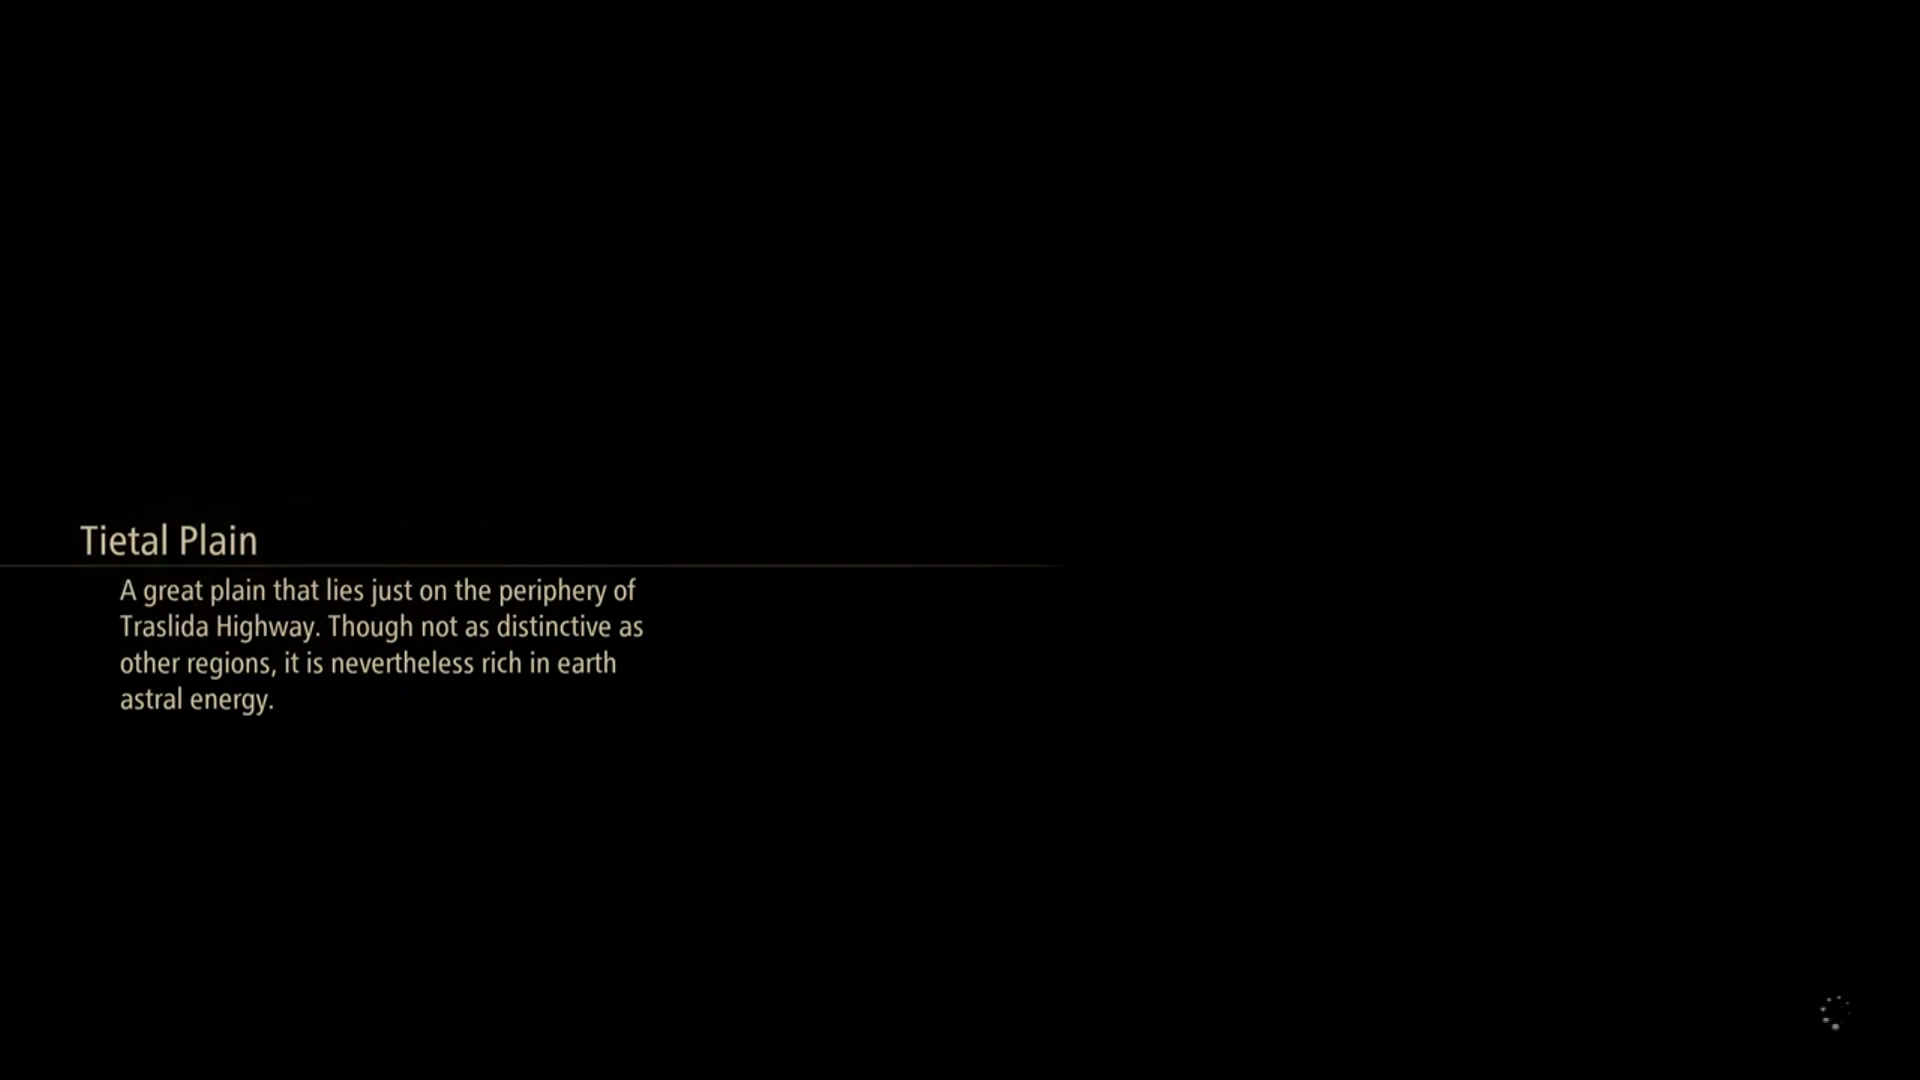 Tietal Plain
A great plain that lies just on the periphery of
Traslida Highway. Though not as distinctive as
other regions, it is nevertheless rich in earth
astral energy.